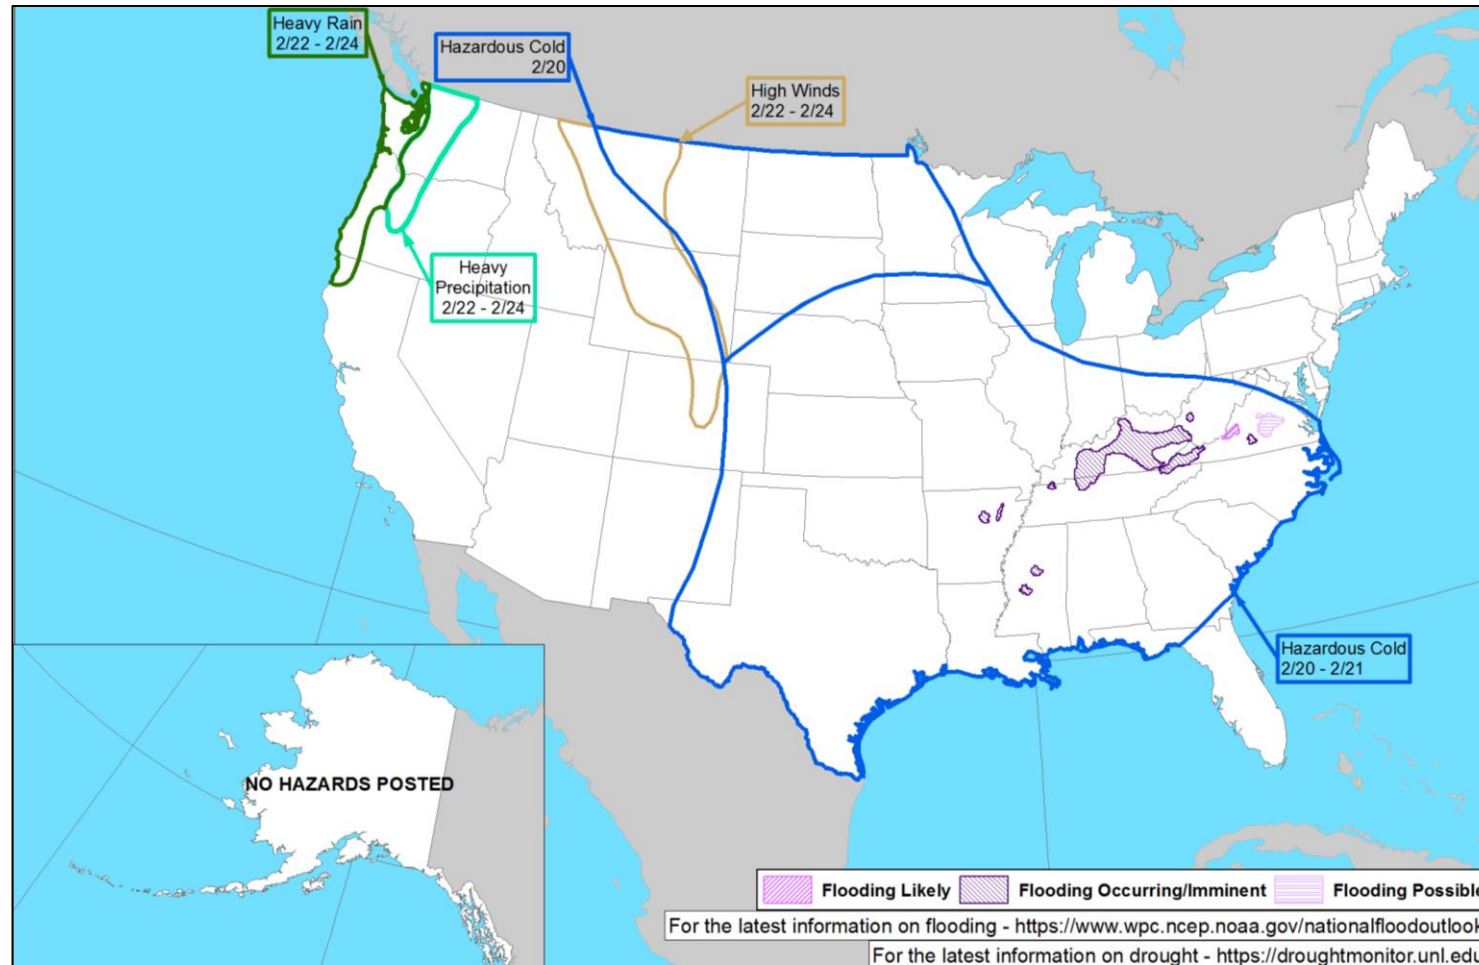 Heavy Rain
2/22 - 2/24
Hazardous Cold
2/20
High Winds
2/22 - 2/24
Heavy
Precipitation
2/22 - 2/24
Hazardous Cold
2/20 - 2/21
NO HAZARDS POSTED
Flooding Likely Flooding Occurring/Imminent Flooding Possible
For the latest information on flooding - https://www.wpc.ncep.noaa.gov/nationalfloodoutlook
For the latest information on drought - https://droughtmonitor.unl.edu